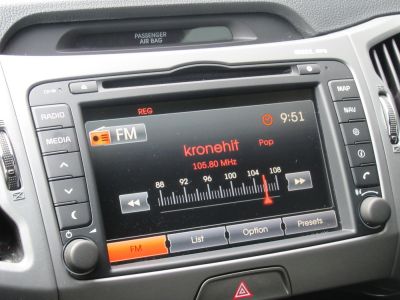 PASSENGER
AIR BAG
RADIO
MEDIA
MAP
NAV
REG
FM
9:51
kronehit
Pop
105.80 MHz
88 92 96 100 104 108
FM
List
Option
Presets